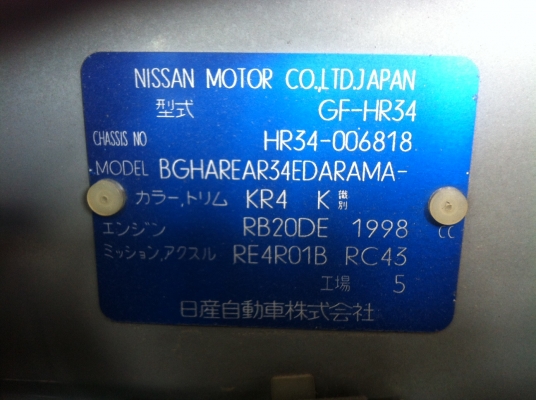 NISSAN MOTOR CO.,LTD.JAPAN
型式 GF-HR34
CHASSIS NO HR34-006818
MODEL BGHAREAR34EDARAMA-
カラー,トリム KR4 K 識別
エンジン RB20DE 1998 CC
ミッション,アクスル RE4R01B RC43
工場 5
日産自動車株式会社